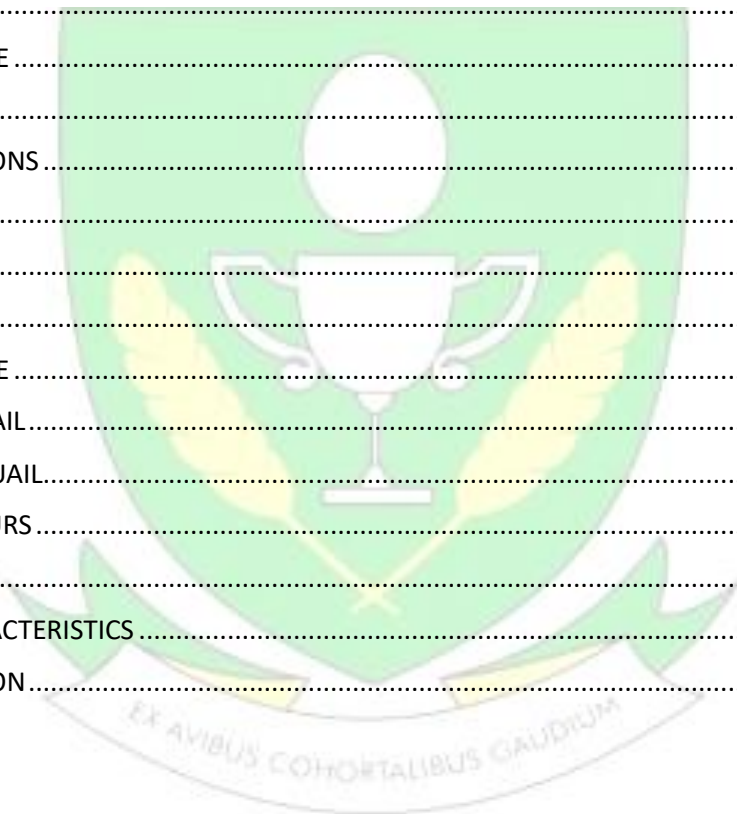 E
ONS
E
AIL
UAIL
URS
ACTERISTICS
ON
EX AVIBUS COHORTALIBUS GAUDIUM